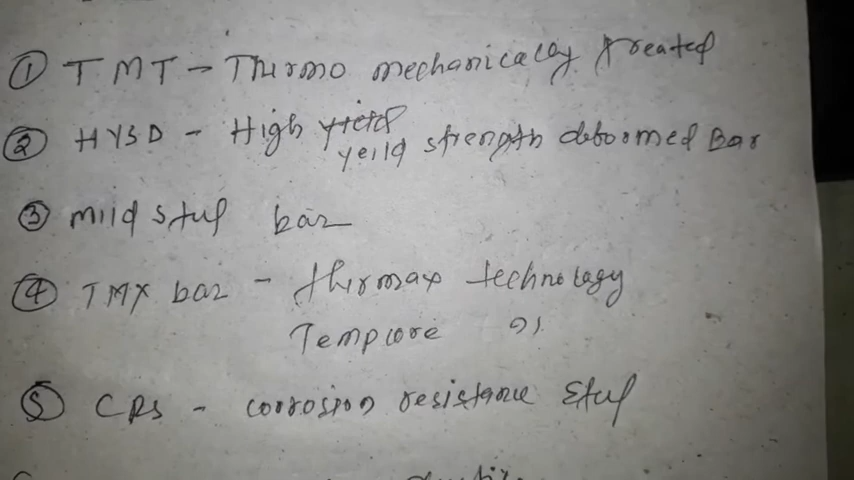 ① TMT - Thermo mechanically treated
② HYSD - High yield
yeild strength deformed Bar
③ mild steel bar
④ TMX bar - thermax technology
Tempcore "
⑤ CRS - corrosion resistance steel